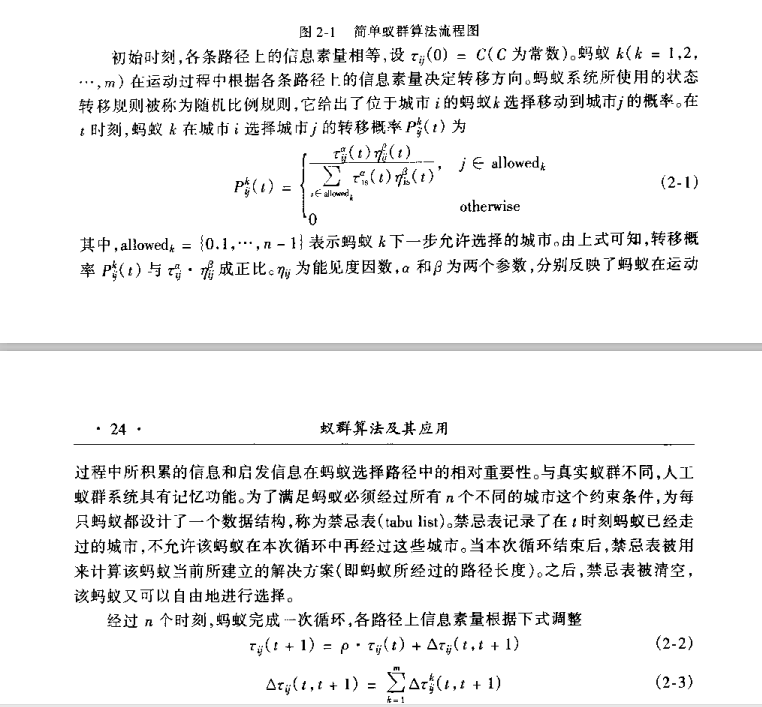 图 2-1 简单蚁群算法流程图
初始时刻,各条路径上的信息素量相等,设 τij(0) = C(C 为常数)。蚂蚁 k(k = 1,2,
…,m) 在运动过程中根据各条路径上的信息素量决定转移方向。蚂蚁系统所使用的状态
转移规则被称为随机比例规则,它给出了位于城市 i 的蚂蚁 k 选择移动到城市 j 的概率。在
t 时刻,蚂蚁 k 在城市 i 选择城市 j 的转移概率 P^k_ij(t) 为
P^k_ij(t) = { τ^α_ij(t) η^β_ij(t) / ∑_{s∈allowed_k} τ^α_is(t) η^β_is(t), j ∈ allowed_k (2-1)
0 otherwise
其中,allowed_k = {0.1,…,n - 1} 表示蚂蚁 k 下一步允许选择的城市。由上式可知,转移概
率 P^k_ij(t) 与 τ^α_ij · η^β_ij 成正比。η_ij 为能见度因数,α 和 β 为两个参数,分别反映了蚂蚁在运动
· 24 · 蚁群算法及其应用
过程中所积累的信息和启发信息在蚂蚁选择路径中的相对重要性。与真实蚁群不同,人工
蚁群系统具有记忆功能。为了满足蚂蚁必须经过所有 n 个不同的城市这个约束条件,为每
只蚂蚁都设计了一个数据结构,称为禁忌表(tabu list)。禁忌表记录了在 t 时刻蚂蚁已经走
过的城市,不允许该蚂蚁在本次循环中再经过这些城市。当本次循环结束后,禁忌表被用
来计算该蚂蚁当前所建立的解决方案(即蚂蚁所经过的路径长度)。之后,禁忌表被清空,
该蚂蚁又可以自由地进行选择。
经过 n 个时刻,蚂蚁完成一次循环,各路径上信息素量根据下式调整
τ_ij(t + 1) = ρ · τ_ij(t) + Δτ_ij(t,t + 1) (2-2)
Δτ_ij(t,t + 1) = ∑_{k=1}^{m} Δτ^k_ij(t,t + 1) (2-3)